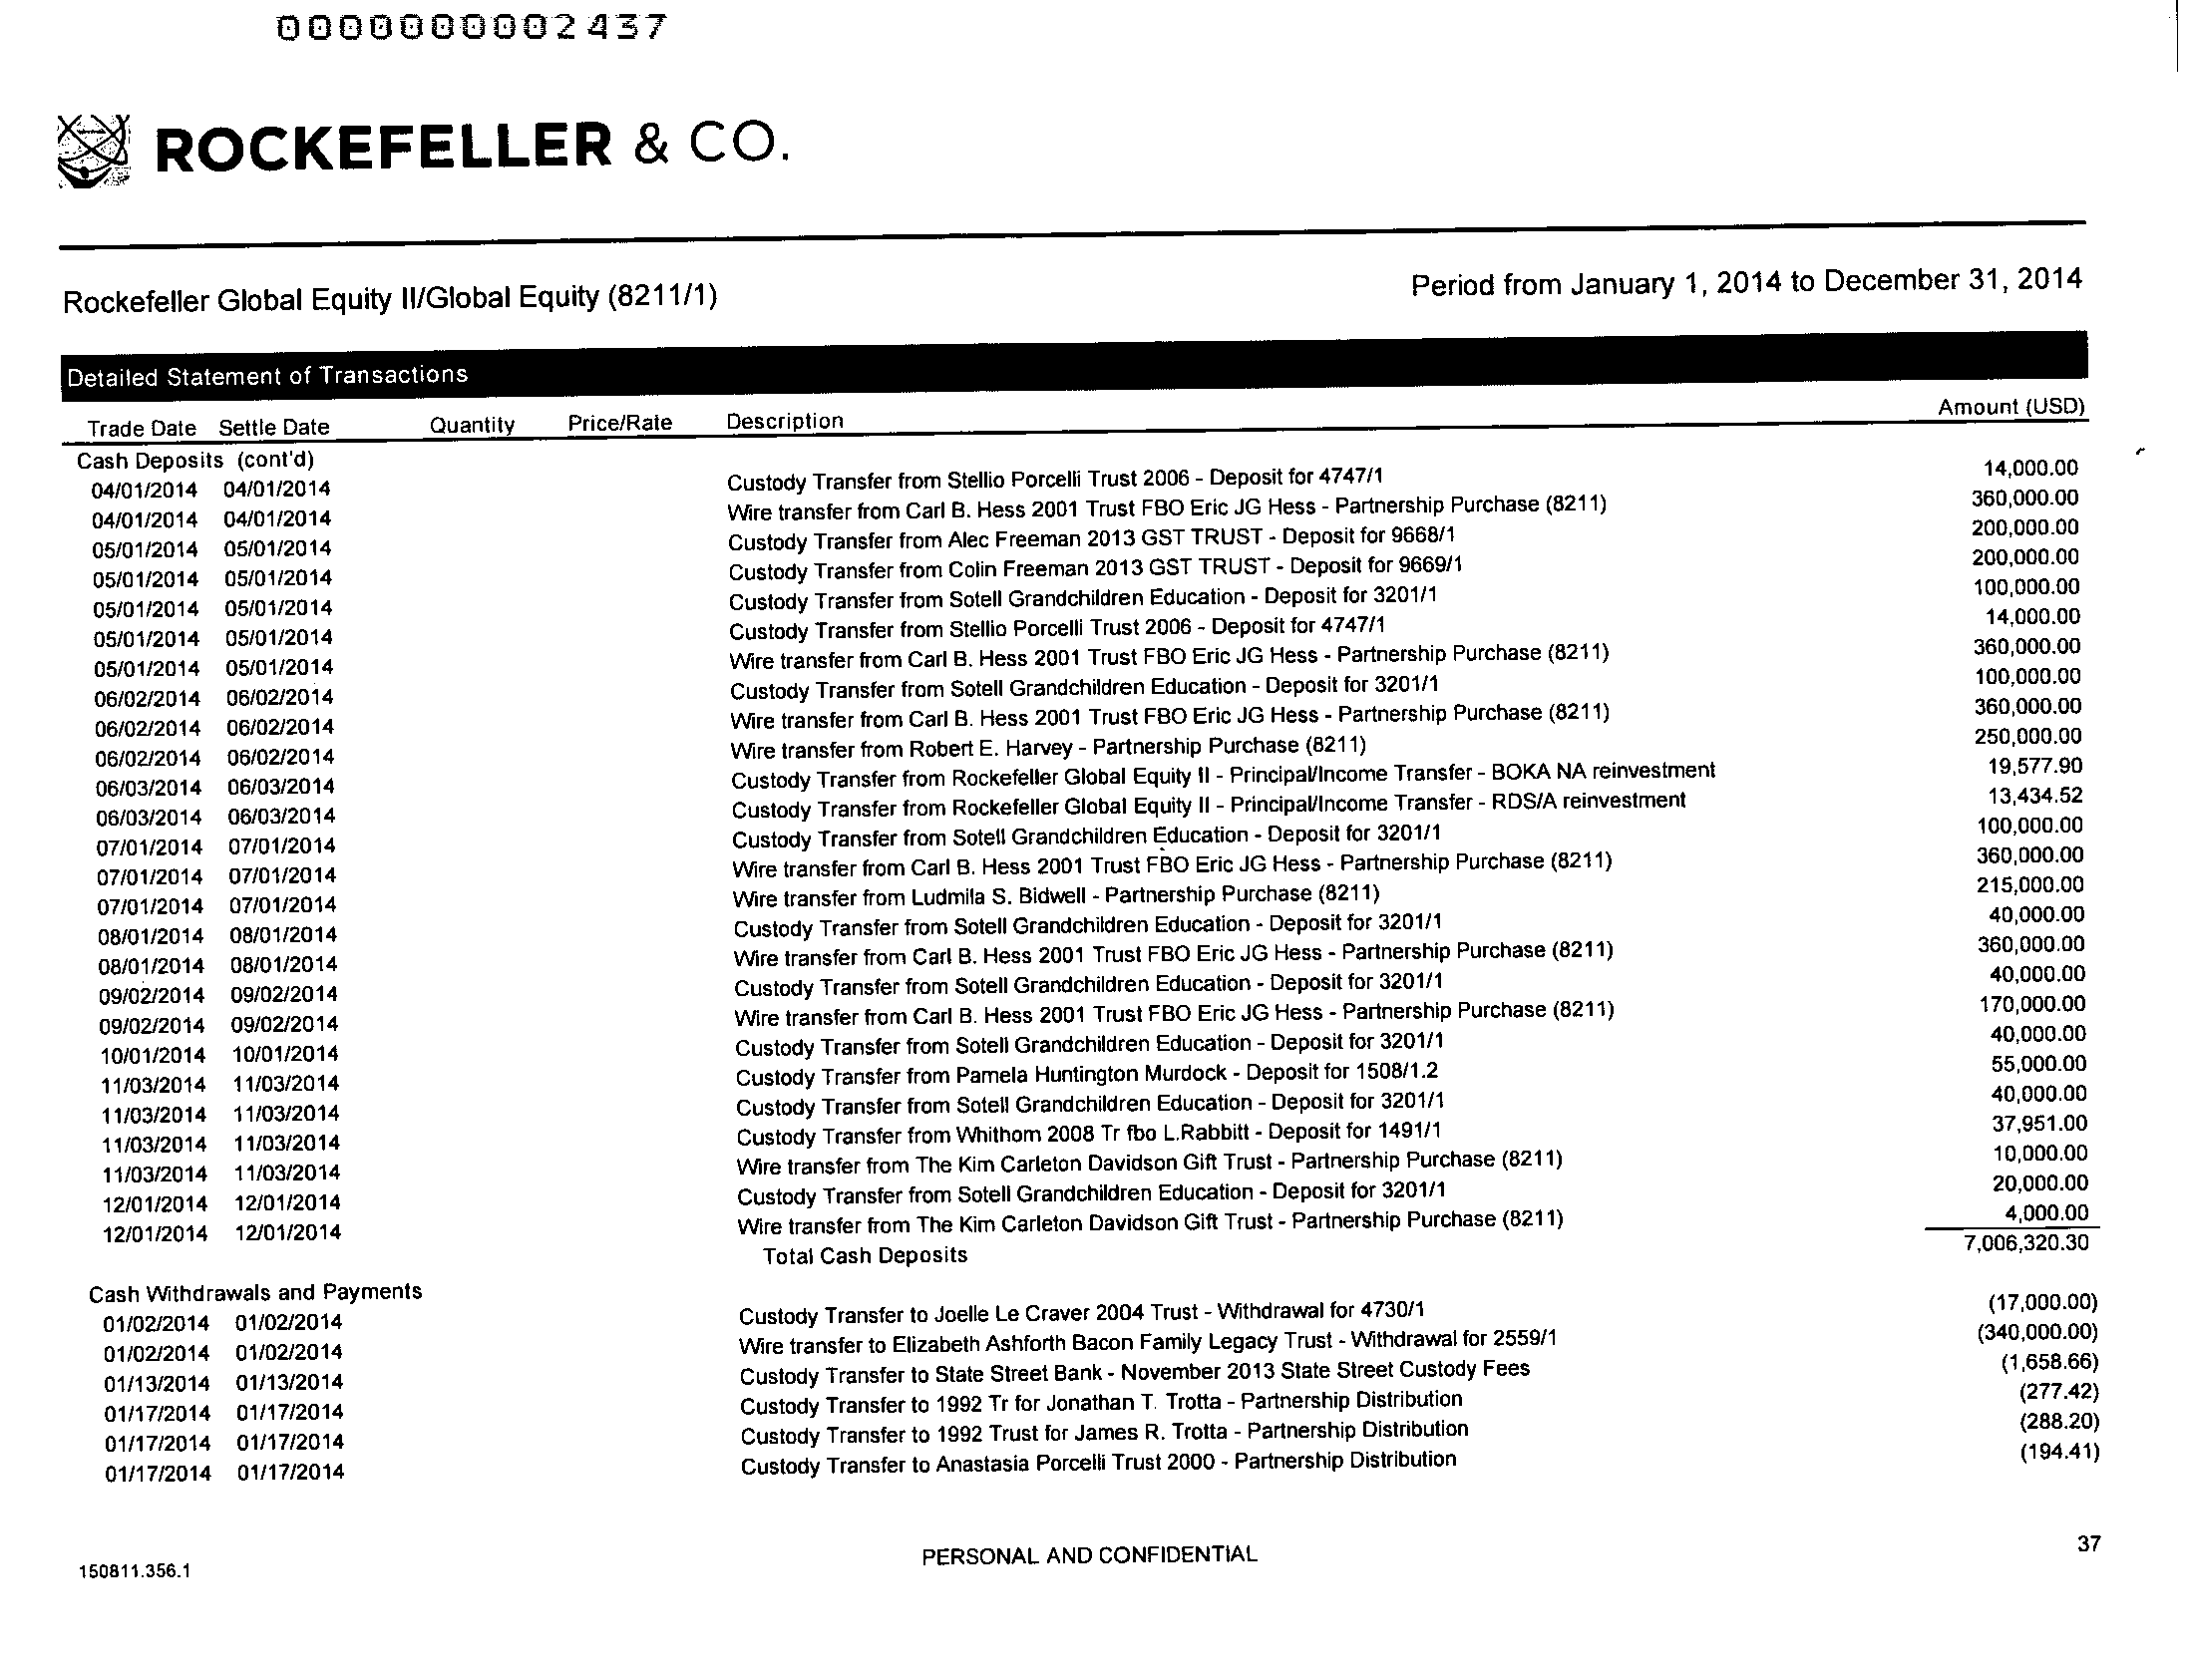 0000000002437
ROCKEFELLER & CO.
Rockefeller Global Equity II/Global Equity (8211/1) Period from January 1, 2014 to December 31, 2014
Detailed Statement of Transactions
Trade Date Settle Date Quantity Price/Rate Description Amount (USD)
Cash Deposits (cont'd)
04/01/2014 04/01/2014 Custody Transfer from Stellio Porcelli Trust 2006 - Deposit for 4747/1 14,000.00
04/01/2014 04/01/2014 Wire transfer from Carl B. Hess 2001 Trust FBO Eric JG Hess - Partnership Purchase (8211) 360,000.00
05/01/2014 05/01/2014 Custody Transfer from Alec Freeman 2013 GST TRUST - Deposit for 9668/1 200,000.00
05/01/2014 05/01/2014 Custody Transfer from Colin Freeman 2013 GST TRUST - Deposit for 9669/1 200,000.00
05/01/2014 05/01/2014 Custody Transfer from Sotell Grandchildren Education - Deposit for 3201/1 100,000.00
05/01/2014 05/01/2014 Custody Transfer from Stellio Porcelli Trust 2006 - Deposit for 4747/1 14,000.00
05/01/2014 05/01/2014 Wire transfer from Carl B. Hess 2001 Trust FBO Eric JG Hess - Partnership Purchase (8211) 360,000.00
06/02/2014 06/02/2014 Custody Transfer from Sotell Grandchildren Education - Deposit for 3201/1 100,000.00
06/02/2014 06/02/2014 Wire transfer from Carl B. Hess 2001 Trust FBO Eric JG Hess - Partnership Purchase (8211) 360,000.00
06/02/2014 06/02/2014 Wire transfer from Robert E. Harvey - Partnership Purchase (8211) 250,000.00
06/03/2014 06/03/2014 Custody Transfer from Rockefeller Global Equity II - Principal/Income Transfer - BOKA NA reinvestment 19,577.90
06/03/2014 06/03/2014 Custody Transfer from Rockefeller Global Equity II - Principal/Income Transfer - RDS/A reinvestment 13,434.52
07/01/2014 07/01/2014 Custody Transfer from Sotell Grandchildren Education - Deposit for 3201/1 100,000.00
07/01/2014 07/01/2014 Wire transfer from Carl B. Hess 2001 Trust FBO Eric JG Hess - Partnership Purchase (8211) 360,000.00
07/01/2014 07/01/2014 Wire transfer from Ludmila S. Bidwell - Partnership Purchase (8211) 215,000.00
08/01/2014 08/01/2014 Custody Transfer from Sotell Grandchildren Education - Deposit for 3201/1 40,000.00
08/01/2014 08/01/2014 Wire transfer from Carl B. Hess 2001 Trust FBO Eric JG Hess - Partnership Purchase (8211) 360,000.00
09/02/2014 09/02/2014 Custody Transfer from Sotell Grandchildren Education - Deposit for 3201/1 40,000.00
09/02/2014 09/02/2014 Wire transfer from Carl B. Hess 2001 Trust FBO Eric JG Hess - Partnership Purchase (8211) 170,000.00
10/01/2014 10/01/2014 Custody Transfer from Sotell Grandchildren Education - Deposit for 3201/1 40,000.00
11/03/2014 11/03/2014 Custody Transfer from Pamela Huntington Murdock - Deposit for 1508/1.2 55,000.00
11/03/2014 11/03/2014 Custody Transfer from Sotell Grandchildren Education - Deposit for 3201/1 40,000.00
11/03/2014 11/03/2014 Custody Transfer from Whithom 2008 Tr fbo L.Rabbitt - Deposit for 1491/1 37,951.00
11/03/2014 11/03/2014 Wire transfer from The Kim Carleton Davidson Gift Trust - Partnership Purchase (8211) 10,000.00
12/01/2014 12/01/2014 Custody Transfer from Sotell Grandchildren Education - Deposit for 3201/1 20,000.00
12/01/2014 12/01/2014 Wire transfer from The Kim Carleton Davidson Gift Trust - Partnership Purchase (8211) 4,000.00
Total Cash Deposits 7,006,320.30
Cash Withdrawals and Payments
01/02/2014 01/02/2014 Custody Transfer to Joelle Le Craver 2004 Trust - Withdrawal for 4730/1 (17,000.00)
01/02/2014 01/02/2014 Wire transfer to Elizabeth Ashforth Bacon Family Legacy Trust - Withdrawal for 2559/1 (340,000.00)
01/13/2014 01/13/2014 Custody Transfer to State Street Bank - November 2013 State Street Custody Fees (1,658.66)
01/17/2014 01/17/2014 Custody Transfer to 1992 Tr for Jonathan T. Trotta - Partnership Distribution (277.42)
01/17/2014 01/17/2014 Custody Transfer to 1992 Trust for James R. Trotta - Partnership Distribution (288.20)
01/17/2014 01/17/2014 Custody Transfer to Anastasia Porcelli Trust 2000 - Partnership Distribution (194.41)
150811.356.1 PERSONAL AND CONFIDENTIAL 37